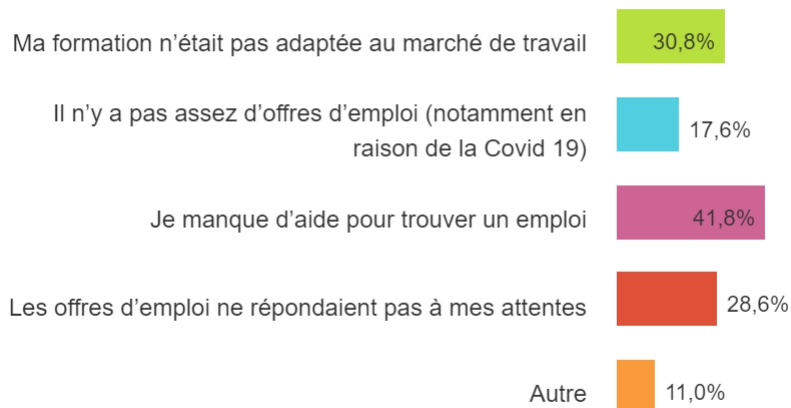 Ma formation n’était pas adaptée au marché de travail
30,8%
Il n’y a pas assez d’offres d’emploi (notamment en
raison de la Covid 19)
17,6%
Je manque d’aide pour trouver un emploi
41,8%
Les offres d’emploi ne répondaient pas à mes attentes
28,6%
Autre
11,0%